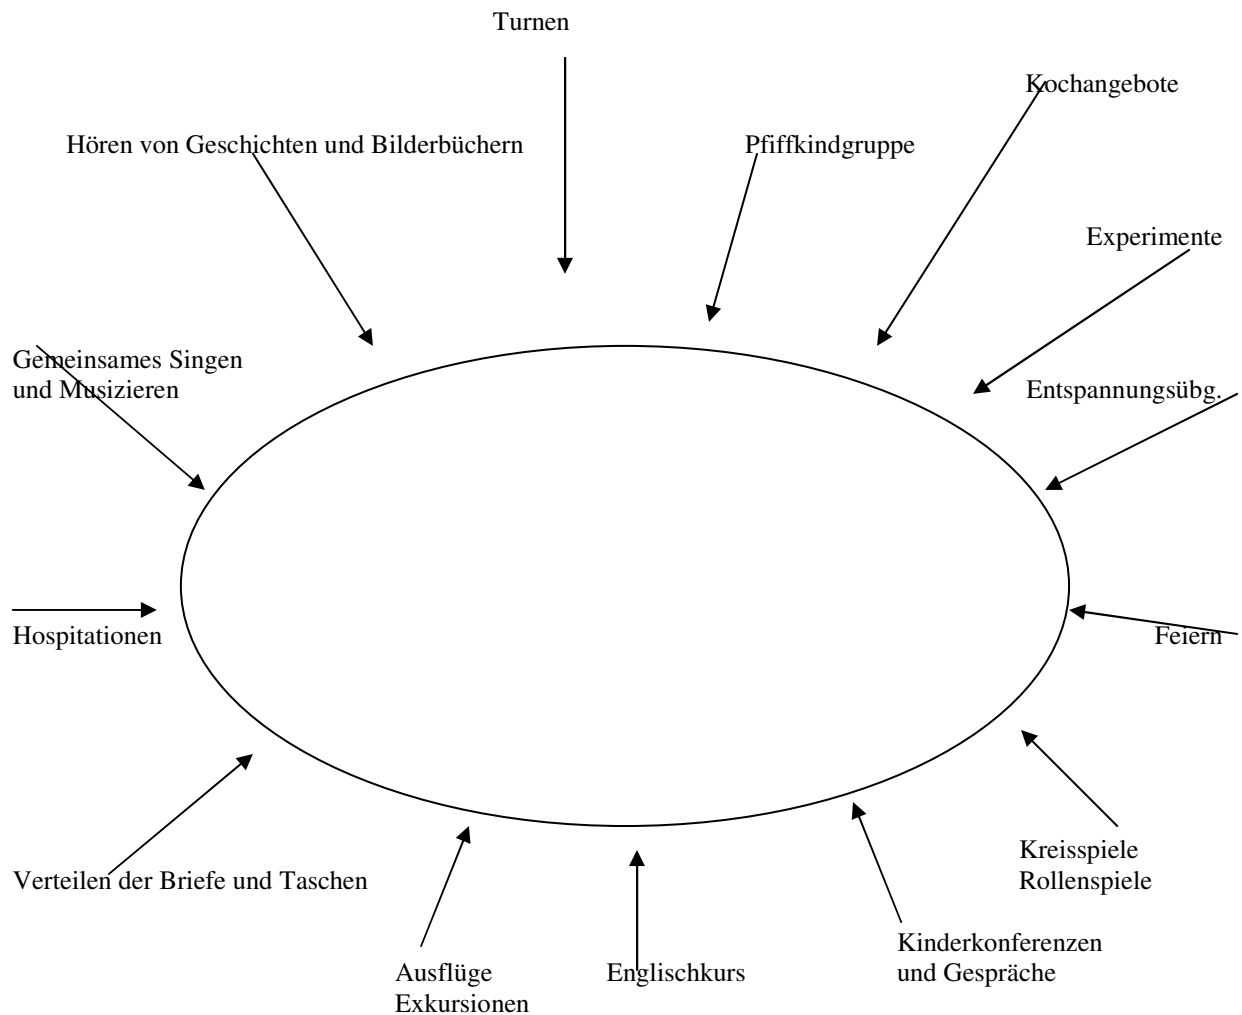 Turnen
Kochangebote
Hören von Geschichten und Bilderbüchern
Pfiffkindgruppe
Experimente
Gemeinsames Singen
und Musizieren
Entspannungsübg.
Hospitationen
Feiern
Kreisspiele
Rollenspiele
Verteilen der Briefe und Taschen
Kinderkonferenzen
und Gespräche
Ausflüge
Exkursionen
Englischkurs